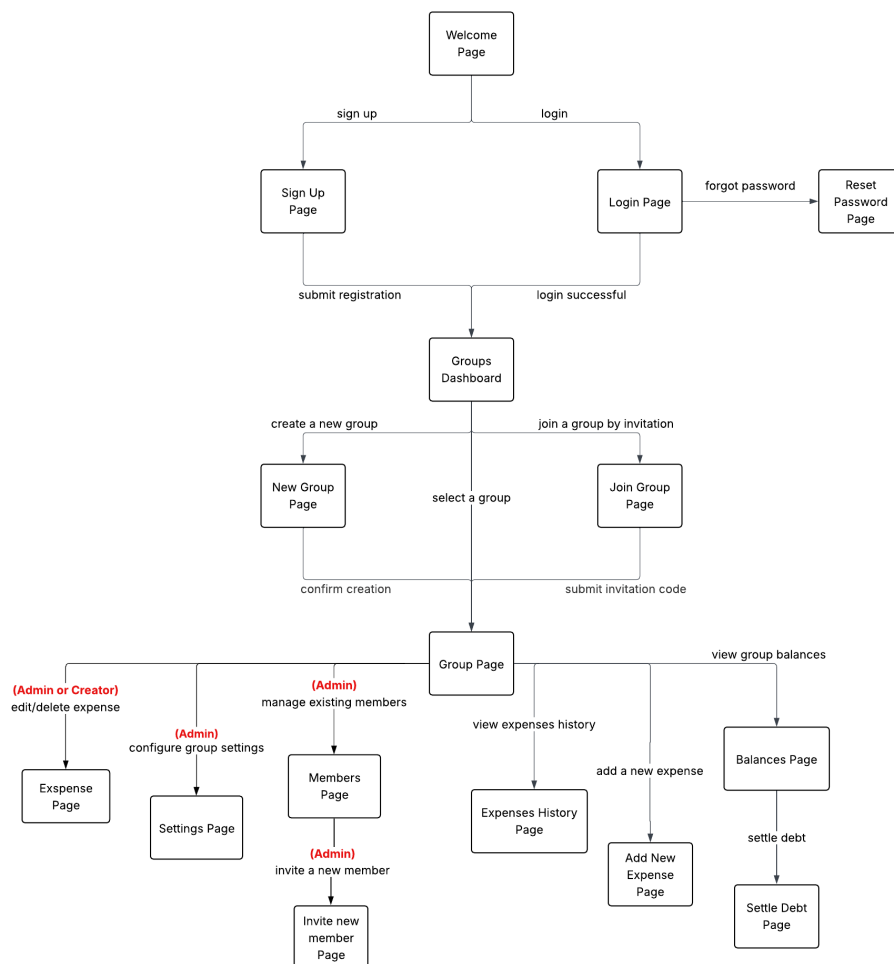 Welcome
Page
sign up
login
Sign Up
Page
Login Page
forgot password
Reset
Password
Page
submit registration
login successful
Groups
Dashboard
create a new group
join a group by invitation
New Group
Page
select a group
Join Group
Page
confirm creation
submit invitation code
Group Page
view group balances
(Admin or Creator)
edit/delete expense
(Admin)
manage existing members
(Admin)
configure group settings
view expenses history
add a new expense
Exspense
Page
Settings Page
Members
Page
Expenses History
Page
Balances Page
(Admin)
invite a new member
Add New
Expense
Page
settle debt
Invite new
member
Page
Settle Debt
Page